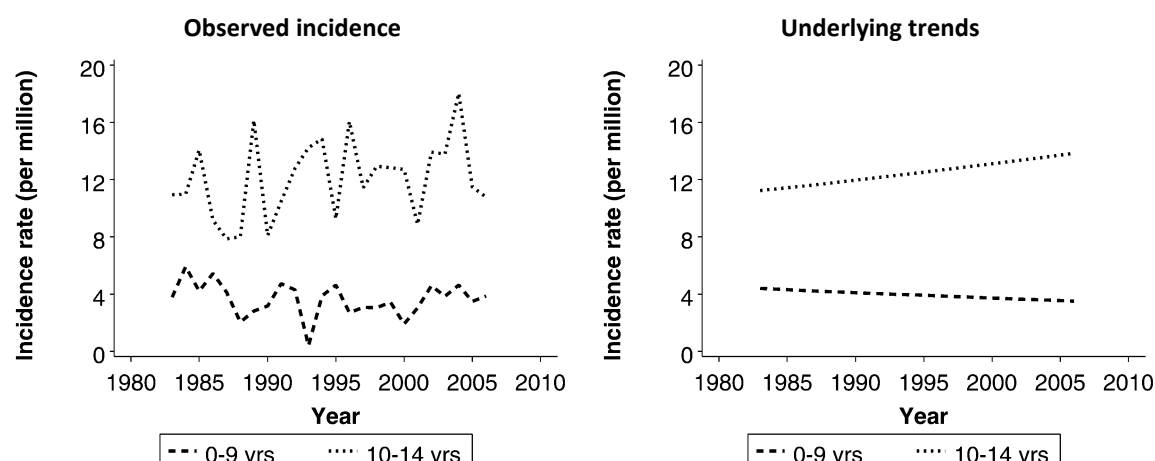 Observed incidence
Incidence rate (per million)
20
16
12
8
4
0
1980 1985 1990 1995 2000 2005 2010
Year
0-9 yrs 10-14 yrs
Underlying trends
Incidence rate (per million)
20
16
12
8
4
0
1980 1985 1990 1995 2000 2005 2010
Year
0-9 yrs 10-14 yrs